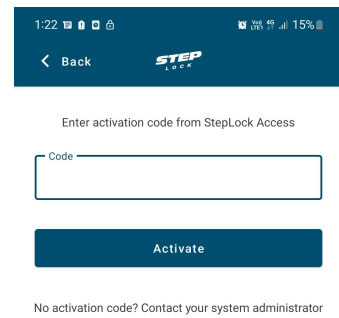 1:22 15%
Back STEP LOCK
Enter activation code from StepLock Access
Code
Activate
No activation code? Contact your system administrator